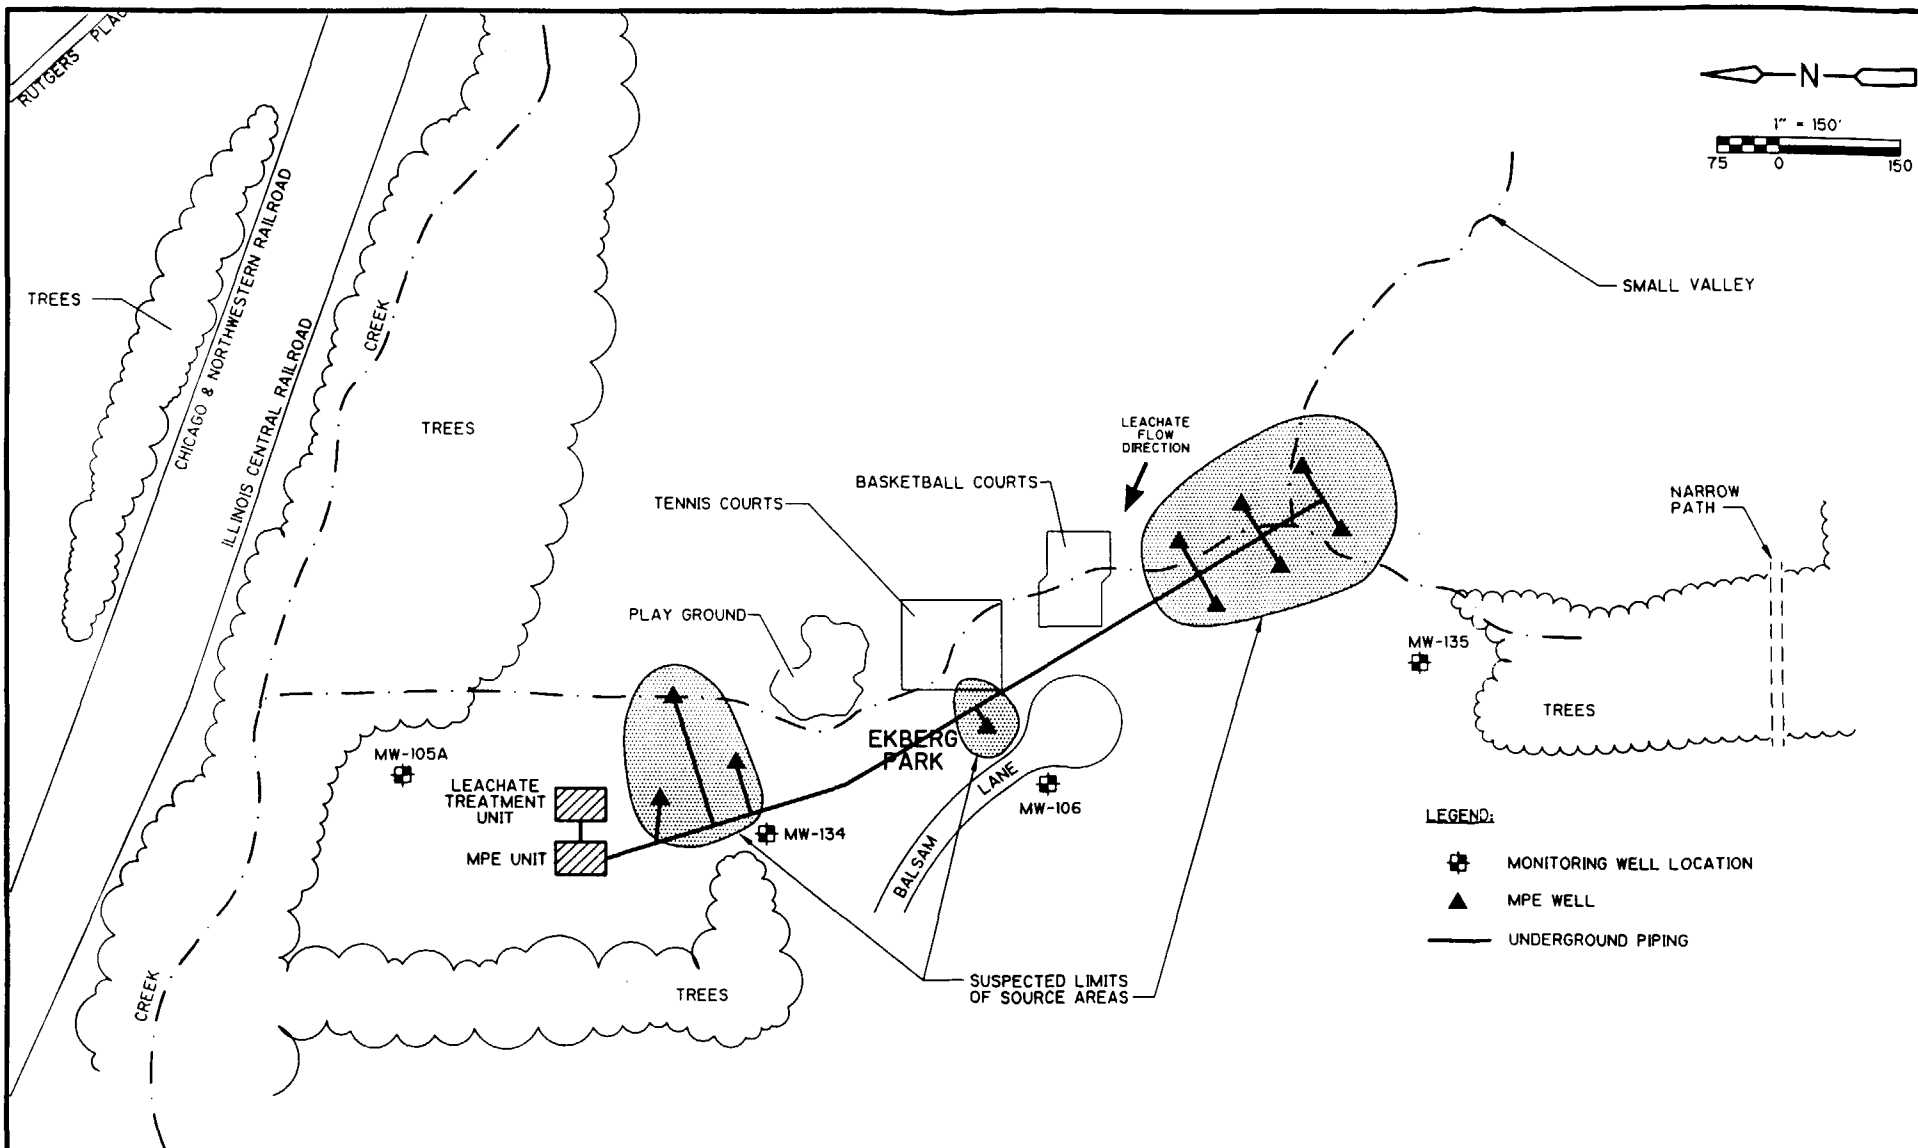 RUTGERS PLAC
N
1" = 150'
75 0 150
TREES
CHICAGO & NORTHWESTERN RAILROAD
ILLINOIS CENTRAL RAILROAD
CREEK
SMALL VALLEY
TREES
LEACHATE
FLOW
DIRECTION
BASKETBALL COURTS
TENNIS COURTS
NARROW
PATH
PLAY GROUND
MW-135
TREES
EKBERG
PARK
MW-105A
LEACHATE
TREATMENT
UNIT
MPE UNIT
MW-134
BALSAM LANE
MW-106
LEGEND:
MONITORING WELL LOCATION
MPE WELL
UNDERGROUND PIPING
CREEK
TREES
SUSPECTED LIMITS
OF SOURCE AREAS